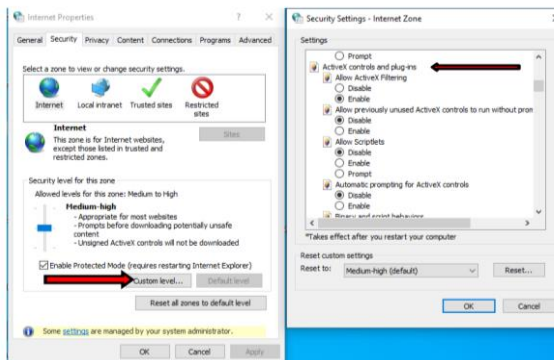 Internet Properties
General Security Privacy Content Connections Programs Advanced
Select a zone to view or change security settings.
Internet Local intranet Trusted sites Restricted sites
Internet
Sites
This zone is for Internet websites,
except those listed in trusted and
restricted zones.
Security level for this zone
Allowed levels for this zone: Medium to High
Medium-high
- Appropriate for most websites
- Prompts before downloading potentially unsafe
content
- Unsigned ActiveX controls will not be downloaded
Enable Protected Mode (requires restarting Internet Explorer)
Custom level... Default level
Reset all zones to default level
Some settings are managed by your system administrator.
OK Cancel Apply
Security Settings - Internet Zone
Settings
Prompt
ActiveX controls and plug-ins
Allow ActiveX Filtering
Disable
Enable
Allow previously unused ActiveX controls to run without pron
Disable
Enable
Allow Scriptlets
Disable
Enable
Prompt
Automatic prompting for ActiveX controls
Disable
Enable
Binary and script behaviors
*Takes effect after you restart your computer
Reset custom settings
Reset to: Medium-high (default) Reset...
OK Cancel